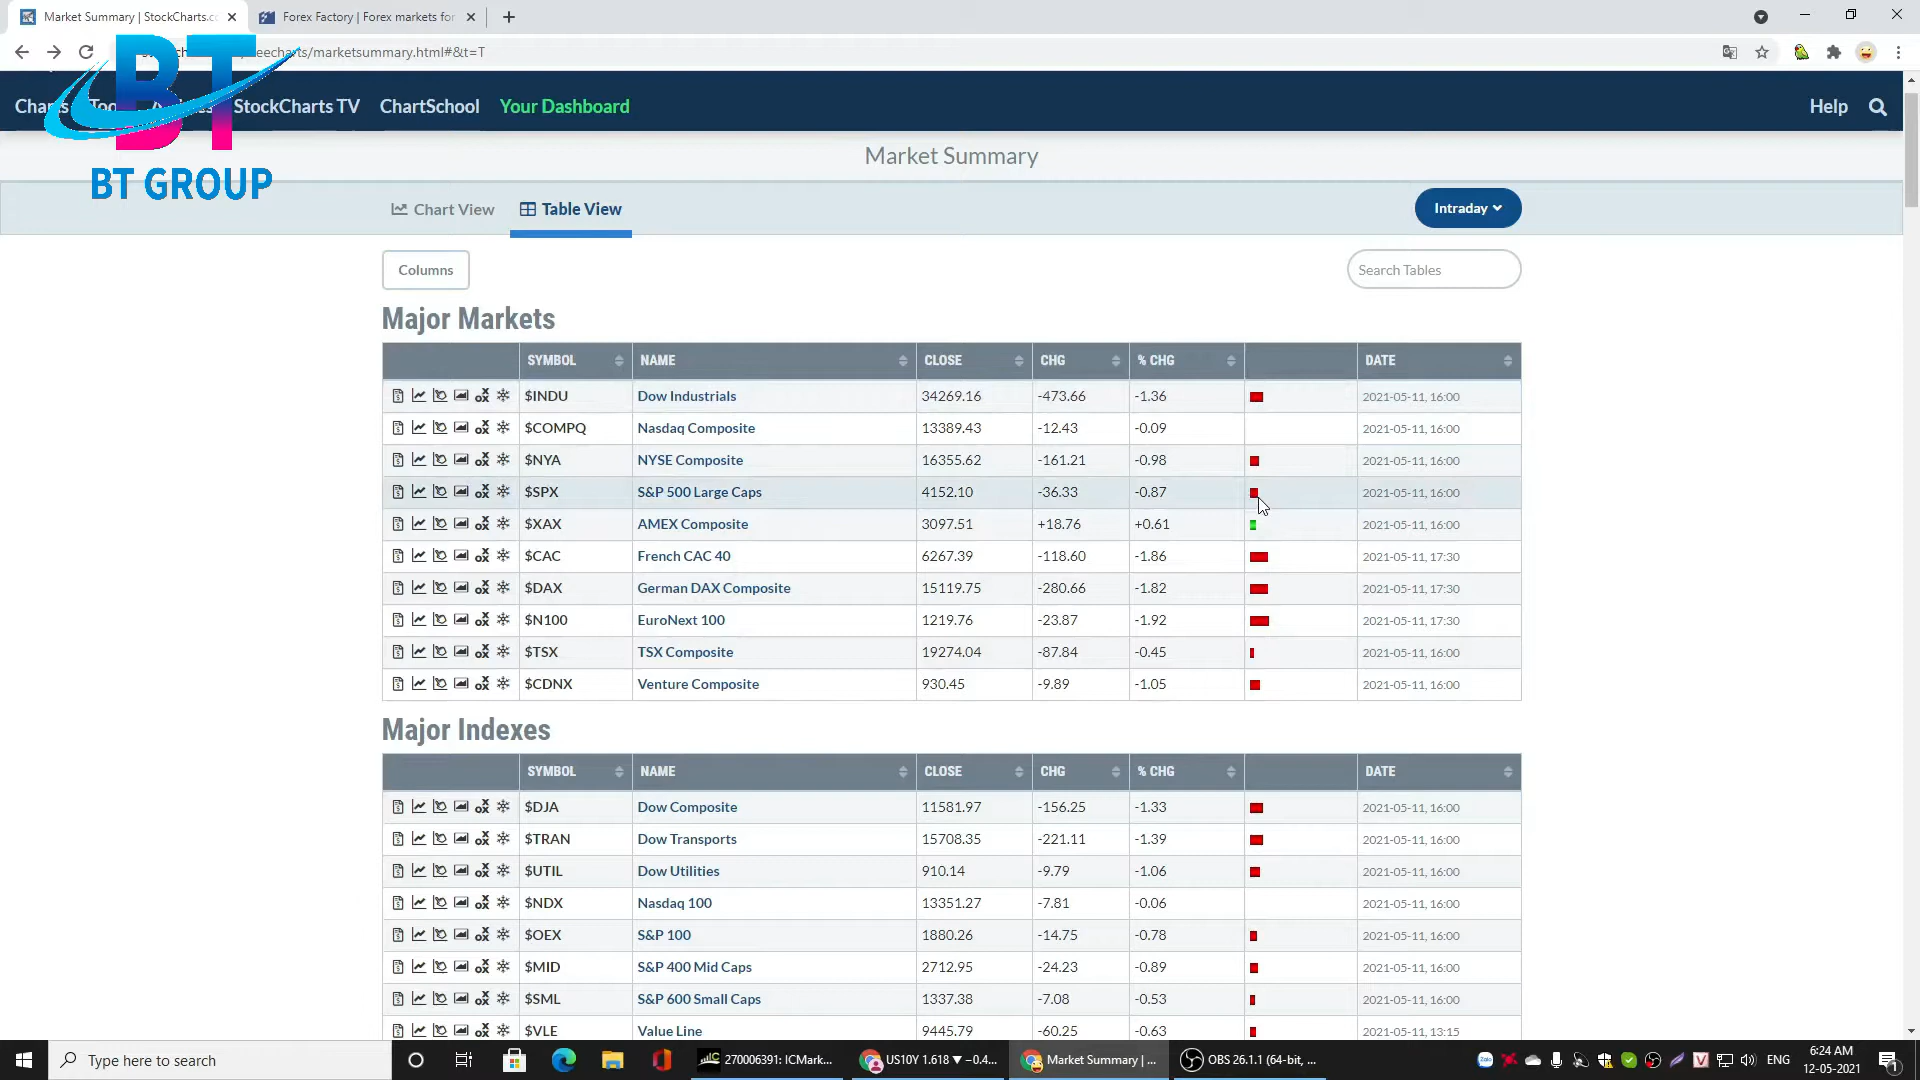 Market Summary | StockCharts.co
Forex Factory | Forex markets for
eecharts/marketsummary.html#&t=T
StockCharts TV ChartSchool Your Dashboard Help
BT
BT GROUP
Market Summary
Chart View Table View Intraday
Columns Search Tables
Major Markets
SYMBOL NAME CLOSE CHG % CHG DATE
$INDU Dow Industrials 34269.16 -473.66 -1.36 2021-05-11, 16:00
$COMPQ Nasdaq Composite 13389.43 -12.43 -0.09 2021-05-11, 16:00
$NYA NYSE Composite 16355.62 -161.21 -0.98 2021-05-11, 16:00
$SPX S&P 500 Large Caps 4152.10 -36.33 -0.87 2021-05-11, 16:00
$XAX AMEX Composite 3097.51 +18.76 +0.61 2021-05-11, 16:00
$CAC French CAC 40 6267.39 -118.60 -1.86 2021-05-11, 17:30
$DAX German DAX Composite 15119.75 -280.66 -1.82 2021-05-11, 17:30
$N100 EuroNext 100 1219.76 -23.87 -1.92 2021-05-11, 17:30
$TSX TSX Composite 19274.04 -87.84 -0.45 2021-05-11, 16:00
$CDNX Venture Composite 930.45 -9.89 -1.05 2021-05-11, 16:00
Major Indexes
SYMBOL NAME CLOSE CHG % CHG DATE
$DJA Dow Composite 11581.97 -156.25 -1.33 2021-05-11, 16:00
$TRAN Dow Transports 15708.35 -221.11 -1.39 2021-05-11, 16:00
$UTIL Dow Utilities 910.14 -9.79 -1.06 2021-05-11, 16:00
$NDX Nasdaq 100 13351.27 -7.81 -0.06 2021-05-11, 16:00
$OEX S&P 100 1880.26 -14.75 -0.78 2021-05-11, 16:00
$MID S&P 400 Mid Caps 2712.95 -24.23 -0.89 2021-05-11, 16:00
$SML S&P 600 Small Caps 1337.38 -7.08 -0.53 2021-05-11, 16:00
$VLE Value Line 9445.79 -60.25 -0.63 2021-05-11, 13:15
Type here to search 270006391: ICMark... US10Y 1.618 ▼ −0.4... Market Summary | ... OBS 26.1.1 (64-bit, ... ENG 6:24 AM
12-05-2021